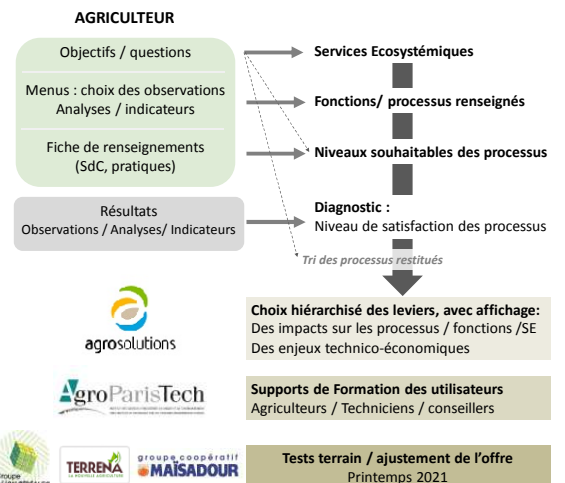 AGRICULTEUR
Objectifs / questions
Menus : choix des observations
Analyses / indicateurs
Fiche de renseignements
(SdC, pratiques)
Résultats
Observations / Analyses/ Indicateurs
Services Ecosystémiques
Fonctions/ processus renseignés
Niveaux souhaitables des processus
Diagnostic :
Niveau de satisfaction des processus
Tri des processus restitués
agrosolutions
Choix hiérarchisé des leviers, avec affichage:
Des impacts sur les processus / fonctions /SE
Des enjeux technico-économiques
AgroParisTech
Supports de Formation des utilisateurs
Agriculteurs / Techniciens / conseillers
TERRENA
LA NOUVELLE AGRICULTURE
groupe coopératif
MAÏSADOUR
Tests terrain / ajustement de l'offre
Printemps 2021